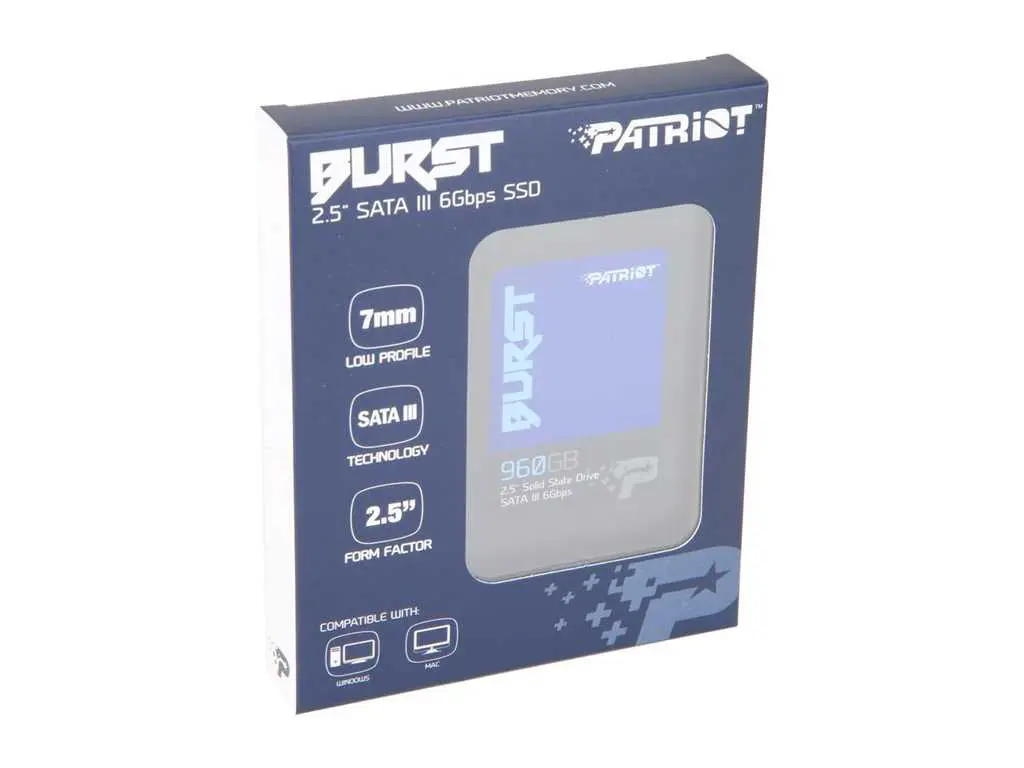 WWW.PATRIOTMEMORY.COM
BURST
PATRIOT™
2.5" SATA III 6Gbps SSD
7mm
LOW PROFILE
SATA III
TECHNOLOGY
2.5”
FORM FACTOR
COMPATIBLE WITH:
WINDOWS
MAC
PATRIOT
BURST
960GB
2.5" Solid State Drive
SATA III 6Gbps